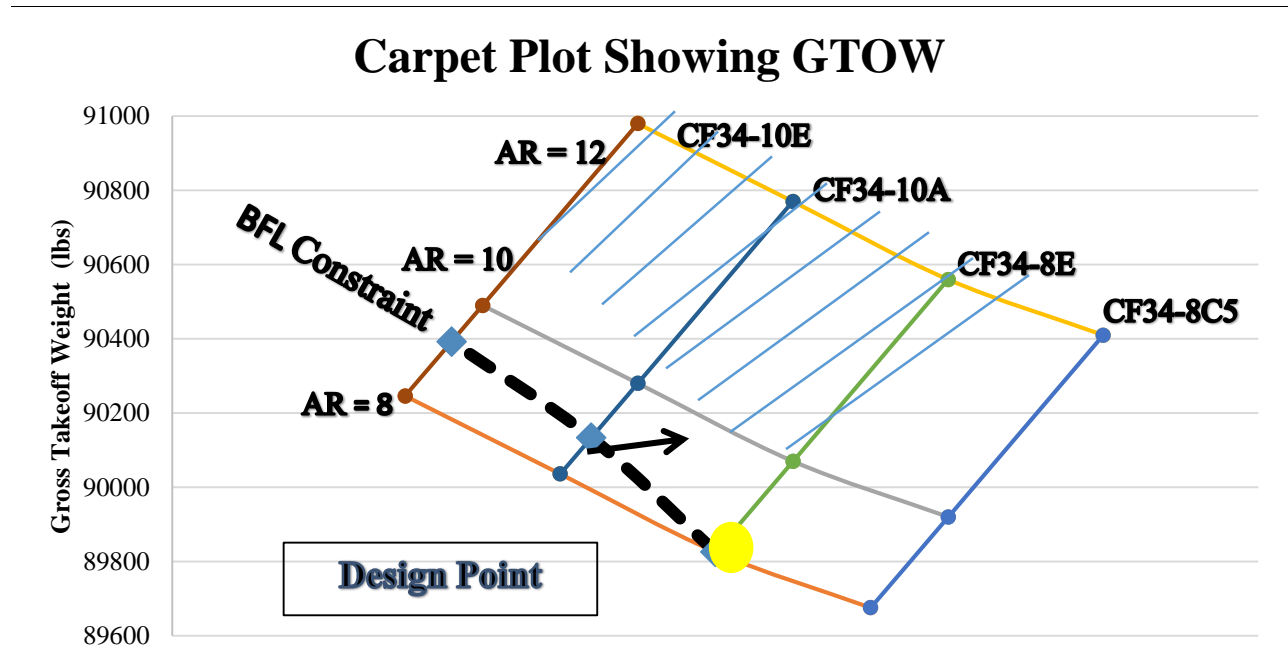 Carpet Plot Showing GTOW
91000
90800
90600
90400
90200
90000
89800
89600
Gross Takeoff Weight (lbs)
AR = 12
AR = 10
AR = 8
BFL Constraint
CF34-10E
CF34-10A
CF34-8E
CF34-8C5
Design Point